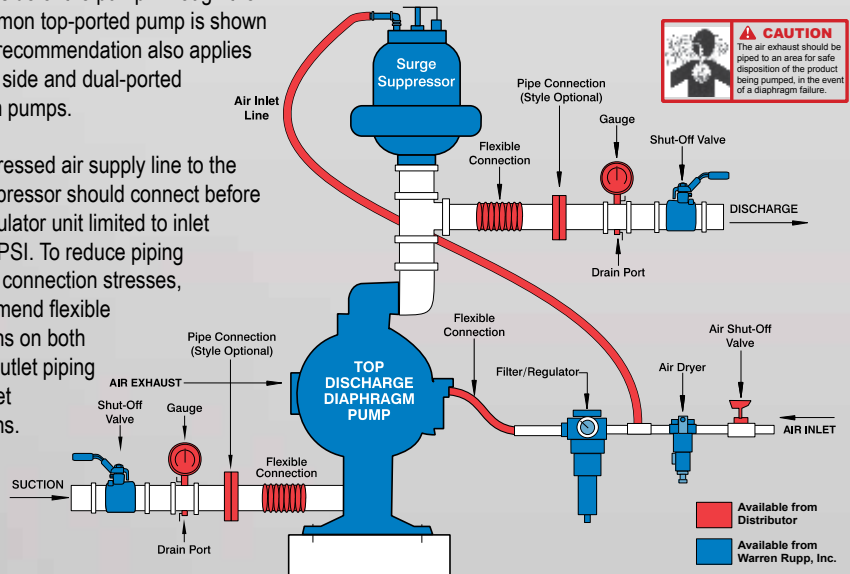 mon top-ported pump is shown
recommendation also applies
side and dual-ported
pumps.
ressed air supply line to the
pressor should connect before
ulator unit limited to inlet
PSI. To reduce piping
connection stresses,
mend flexible
ns on both
utlet piping
et
ns.
Surge
Suppressor
Air Inlet
Line
CAUTION
The air exhaust should be
piped to an area for safe
disposition of the product
being pumped, in the event
of a diaphragm failure.
Pipe Connection
(Style Optional)
Gauge
Flexible
Connection
Shut-Off Valve
DISCHARGE
Drain Port
Flexible
Connection
Pipe Connection
(Style Optional)
Air Shut-Off
Valve
Filter/Regulator
Air Dryer
TOP
DISCHARGE
DIAPHRAGM
PUMP
AIR EXHAUST
AIR INLET
Shut-Off
Valve
Gauge
Flexible
Connection
SUCTION
Drain Port
Available from
Distributor
Available from
Warren Rupp, Inc.